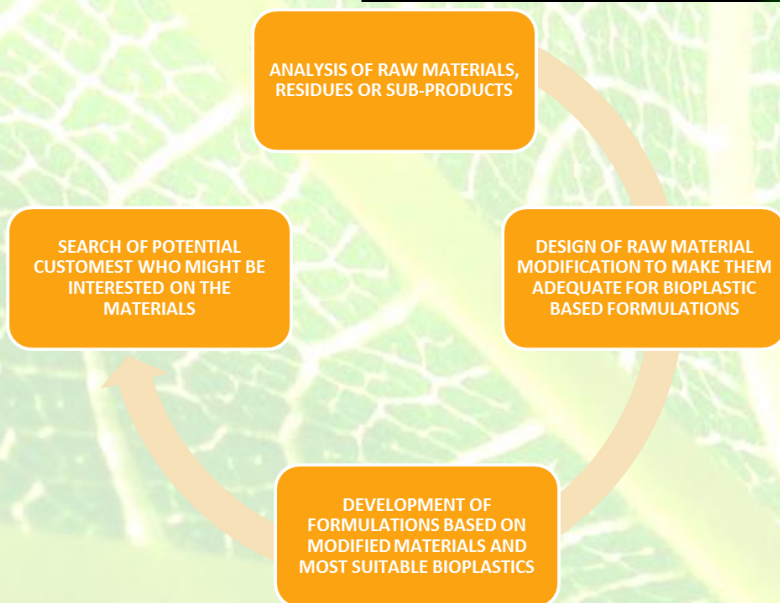 ANALYSIS OF RAW MATERIALS,
RESIDUES OR SUB-PRODUCTS
DESIGN OF RAW MATERIAL
MODIFICATION TO MAKE THEM
ADEQUATE FOR BIOPLASTIC
BASED FORMULATIONS
DEVELOPMENT OF
FORMULATIONS BASED ON
MODIFIED MATERIALS AND
MOST SUITABLE BIOPLASTICS
SEARCH OF POTENTIAL
CUSTOMEST WHO MIGHT BE
INTERESTED ON THE
MATERIALS